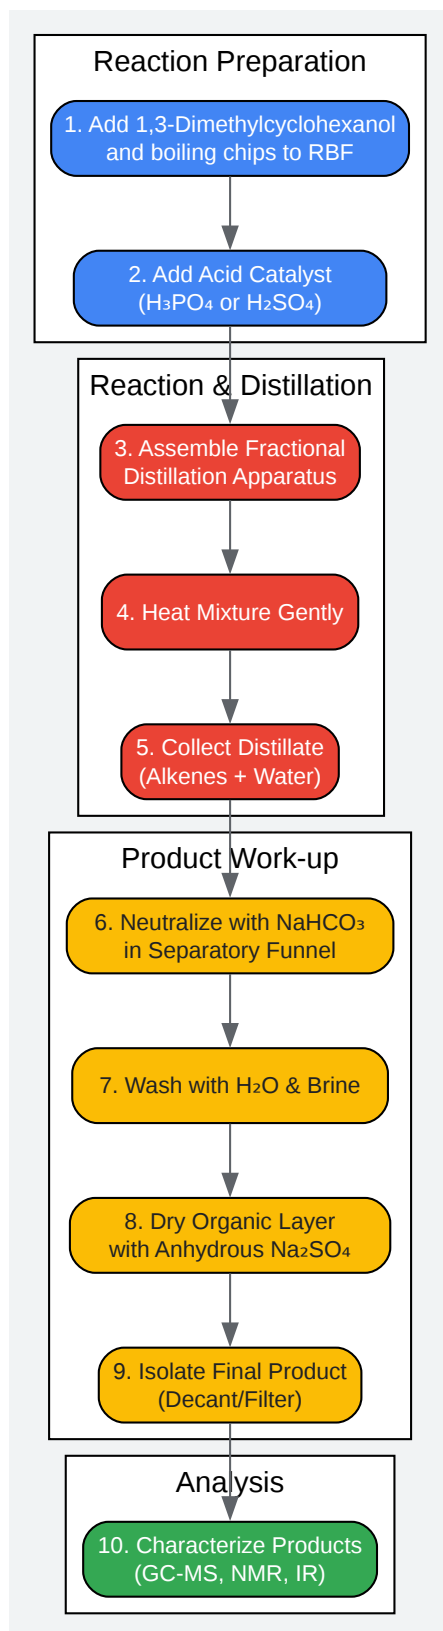 Reaction Preparation
1. Add 1,3-Dimethylcyclohexanol
and boiling chips to RBF
2. Add Acid Catalyst
(H₃PO₄ or H₂SO₄)
Reaction & Distillation
3. Assemble Fractional
Distillation Apparatus
4. Heat Mixture Gently
5. Collect Distillate
(Alkenes + Water)
Product Work-up
6. Neutralize with NaHCO₃
in Separatory Funnel
7. Wash with H₂O & Brine
8. Dry Organic Layer
with Anhydrous Na₂SO₄
9. Isolate Final Product
(Decant/Filter)
Analysis
10. Characterize Products
(GC-MS, NMR, IR)